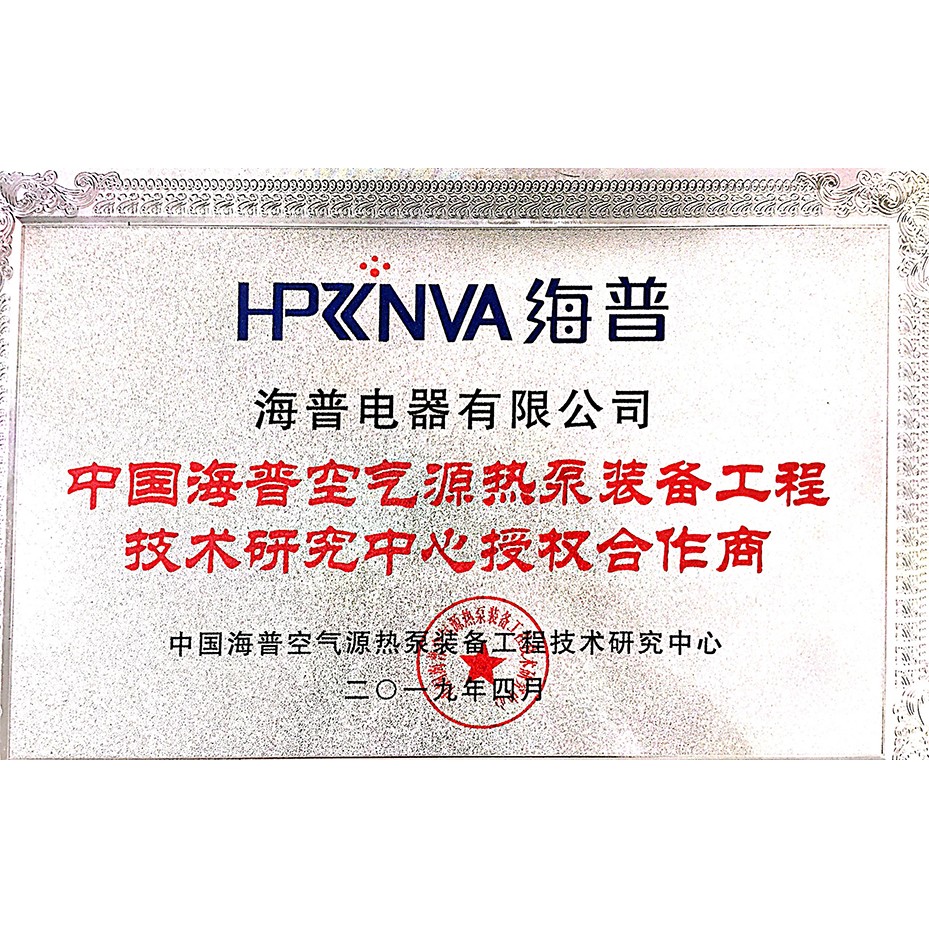 HPZKNVA 海普
海普电器有限公司
中国海普空气源热泵装备工程
技术研究中心授权合作商
中国海普空气源热泵装备工程技术研究中心
二〇一九年四月